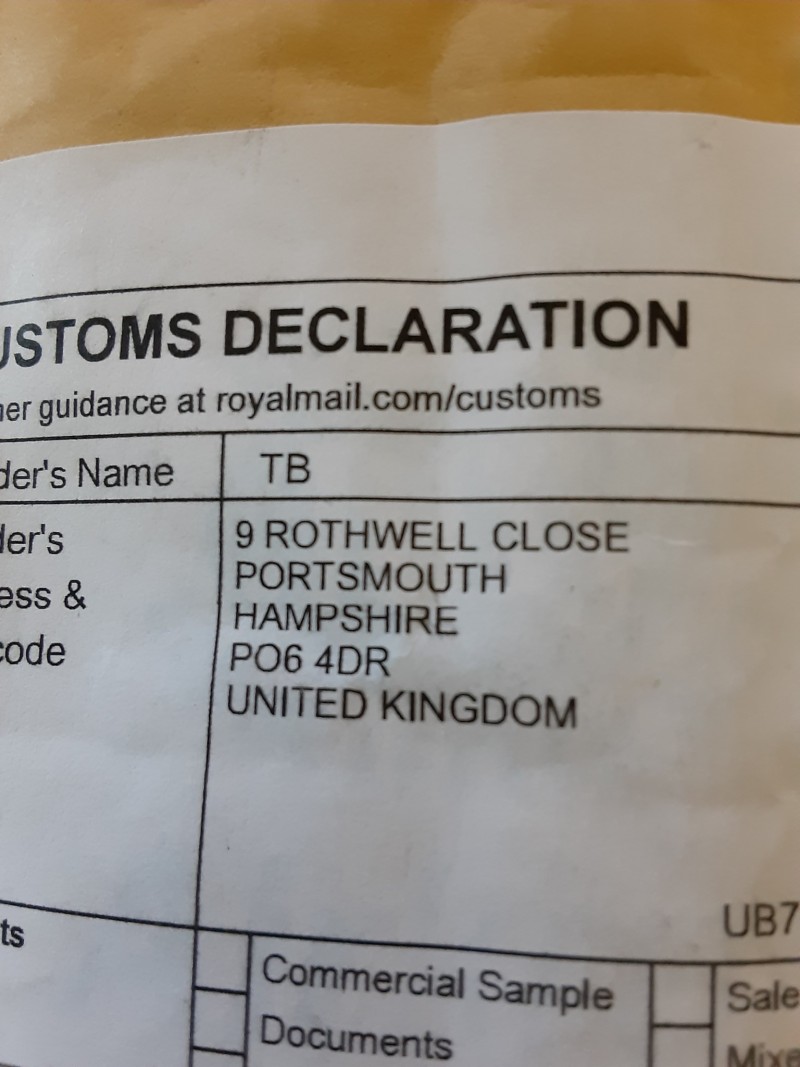 USTOMS DECLARATION
her guidance at royalmail.com/customs
der's Name TB
der's 9 ROTHWELL CLOSE
PORTSMOUTH
ess & HAMPSHIRE
code PO6 4DR
UNITED KINGDOM
UB7
ts
Commercial Sample Sale
Documents Mixe